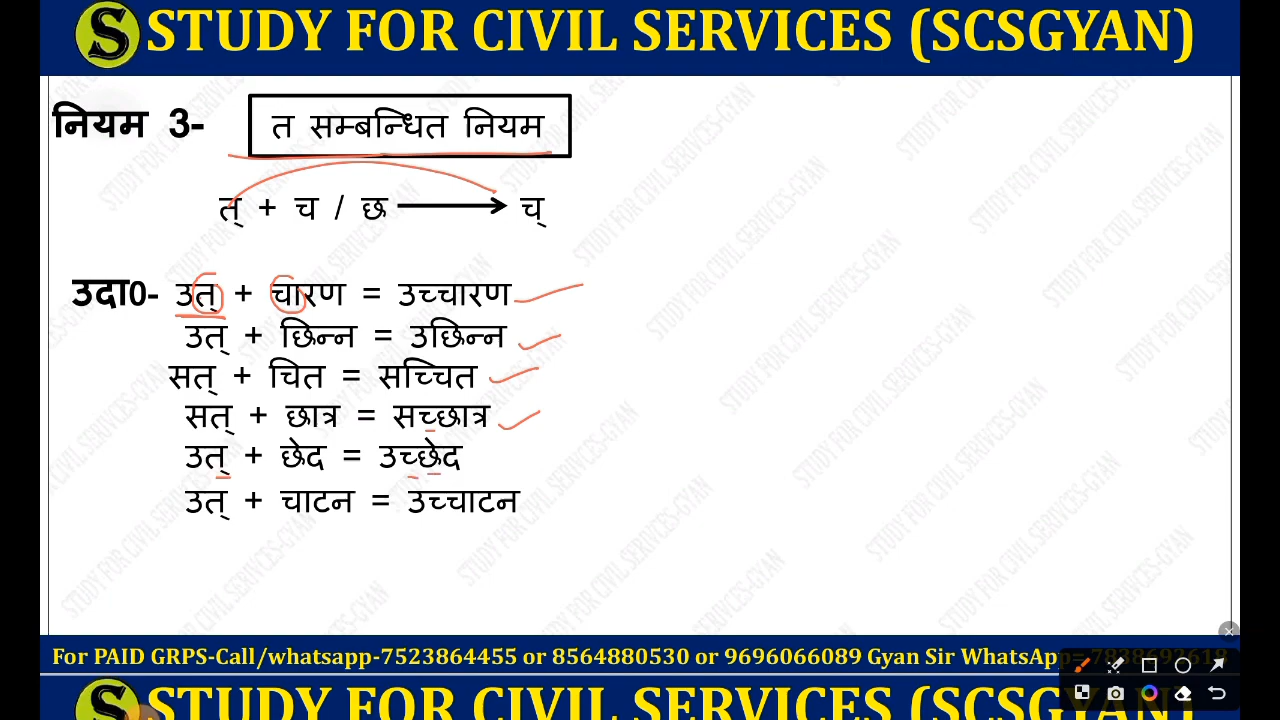 S STUDY FOR CIVIL SERVICES (SCSGYAN)
नियम 3- त सम्बन्धित नियम
त् + च / छ → च्
उदा0- उत् + चारण = उच्चारण
उत् + छिन्न = उछिन्न
सत् + चित = सच्चित
सत् + छात्र = सच्छात्र
उत् + छेद = उच्छेद
उत् + चाटन = उच्चाटन
For PAID GRPS-Call/whatsapp-7523864455 or 8564880530 or 9696066089 Gyan Sir WhatsApp=
S STUDY FOR CIVIL SERVICES (SCSGYAN)